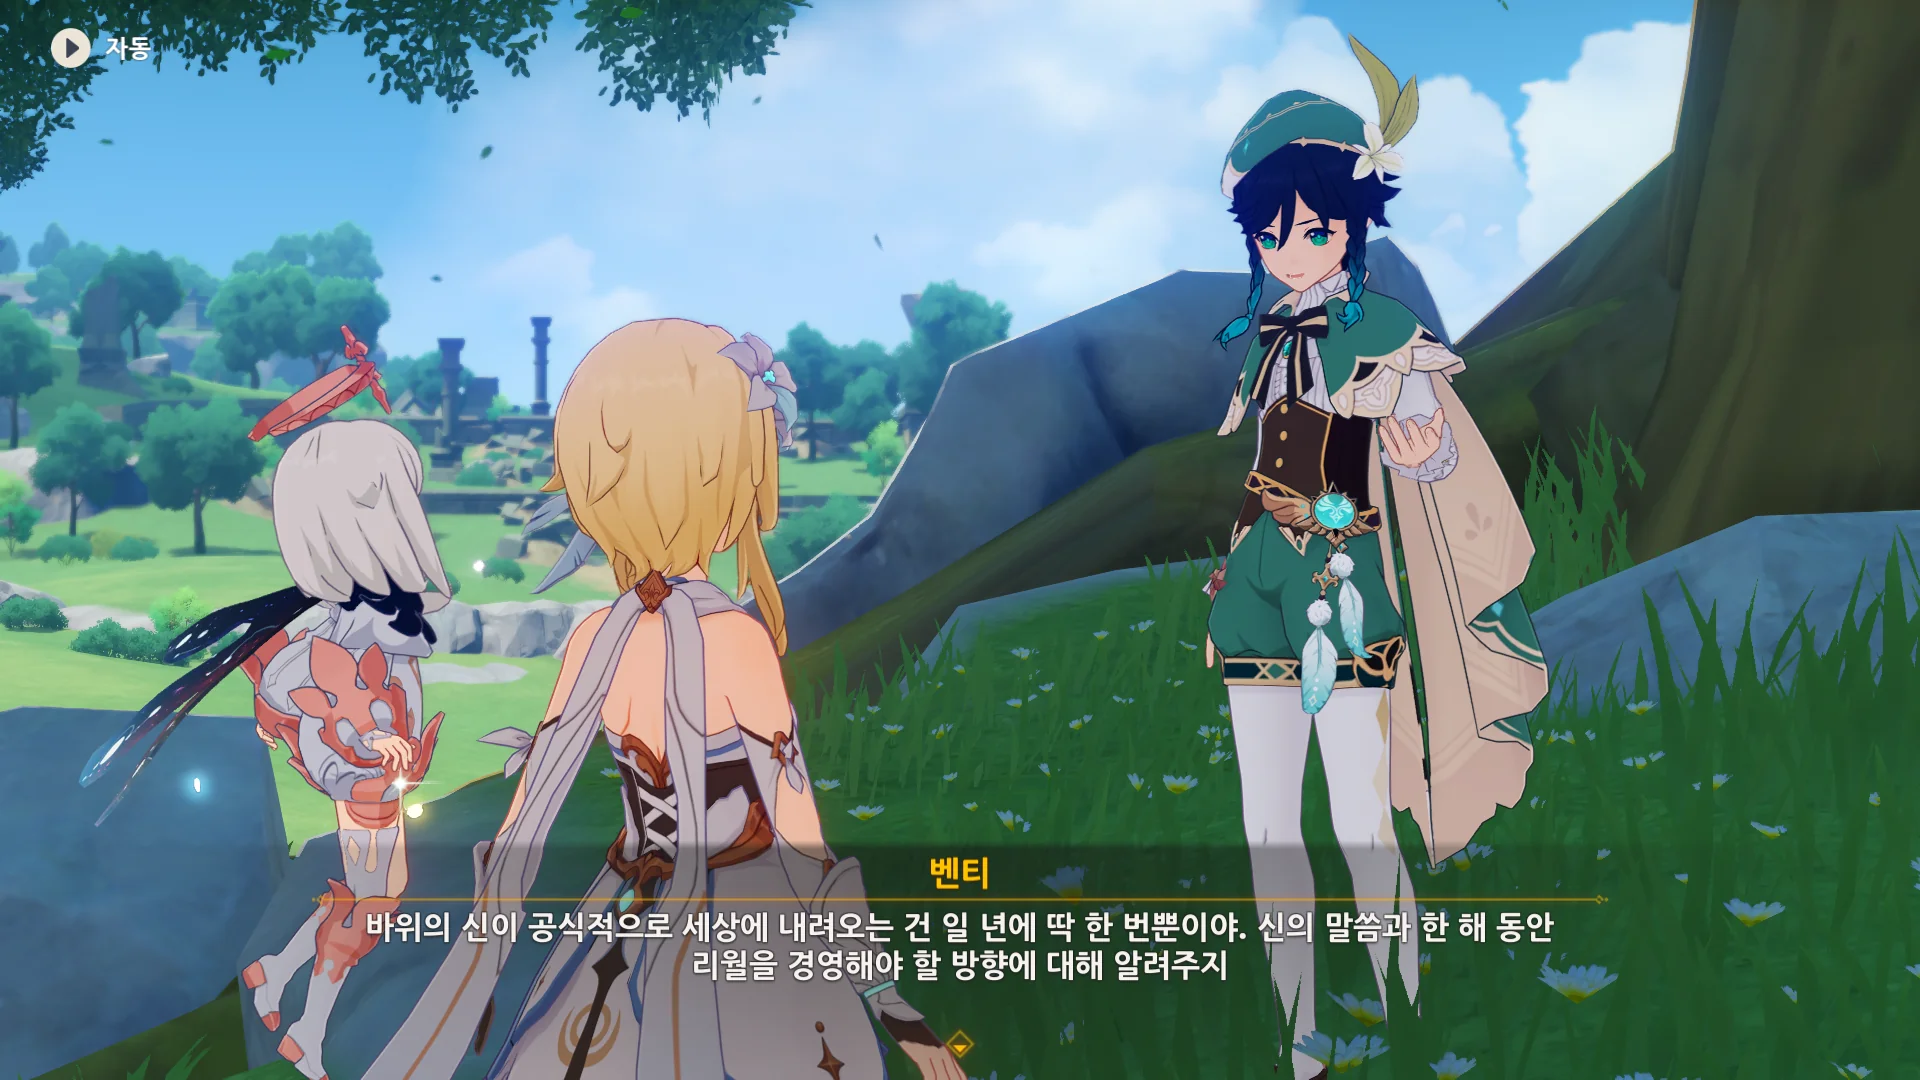 자동
벤티
바위의 신이 공식적으로 세상에 내려오는 건 일 년에 딱 한 번뿐이야. 신의 말씀과 한 해 동안
리월을 경영해야 할 방향에 대해 알려주지